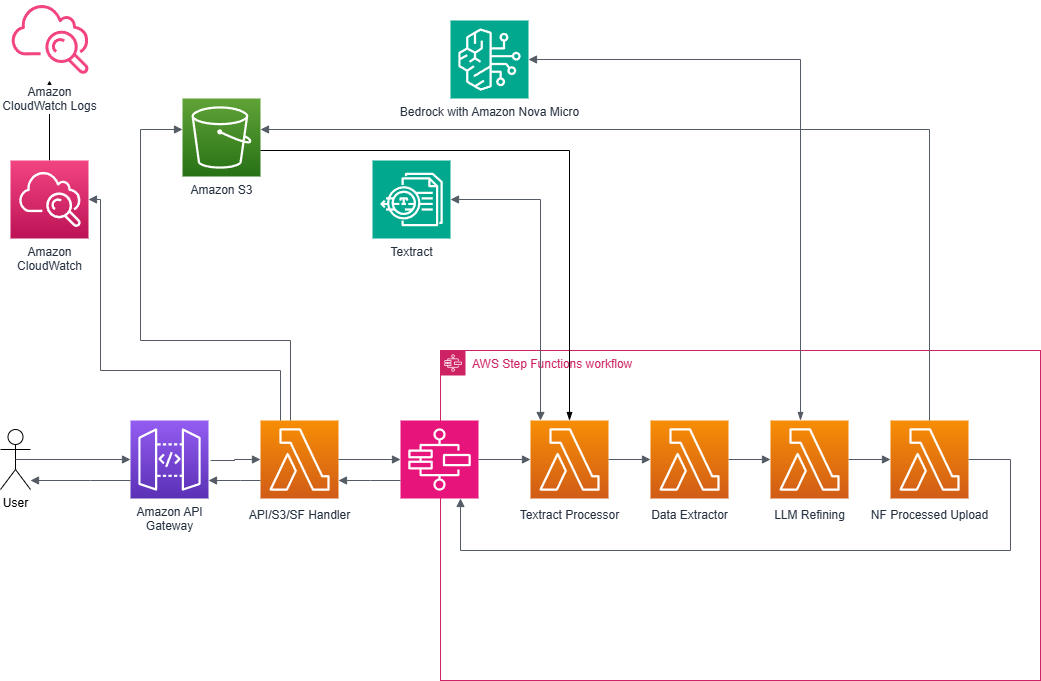 Amazon
CloudWatch Logs
Bedrock with Amazon Nova Micro
Amazon S3
Textract
Amazon
CloudWatch
AWS Step Functions workflow
User
Amazon API
Gateway
API/S3/SF Handler
Textract Processor
Data Extractor
LLM Refining
NF Processed Upload